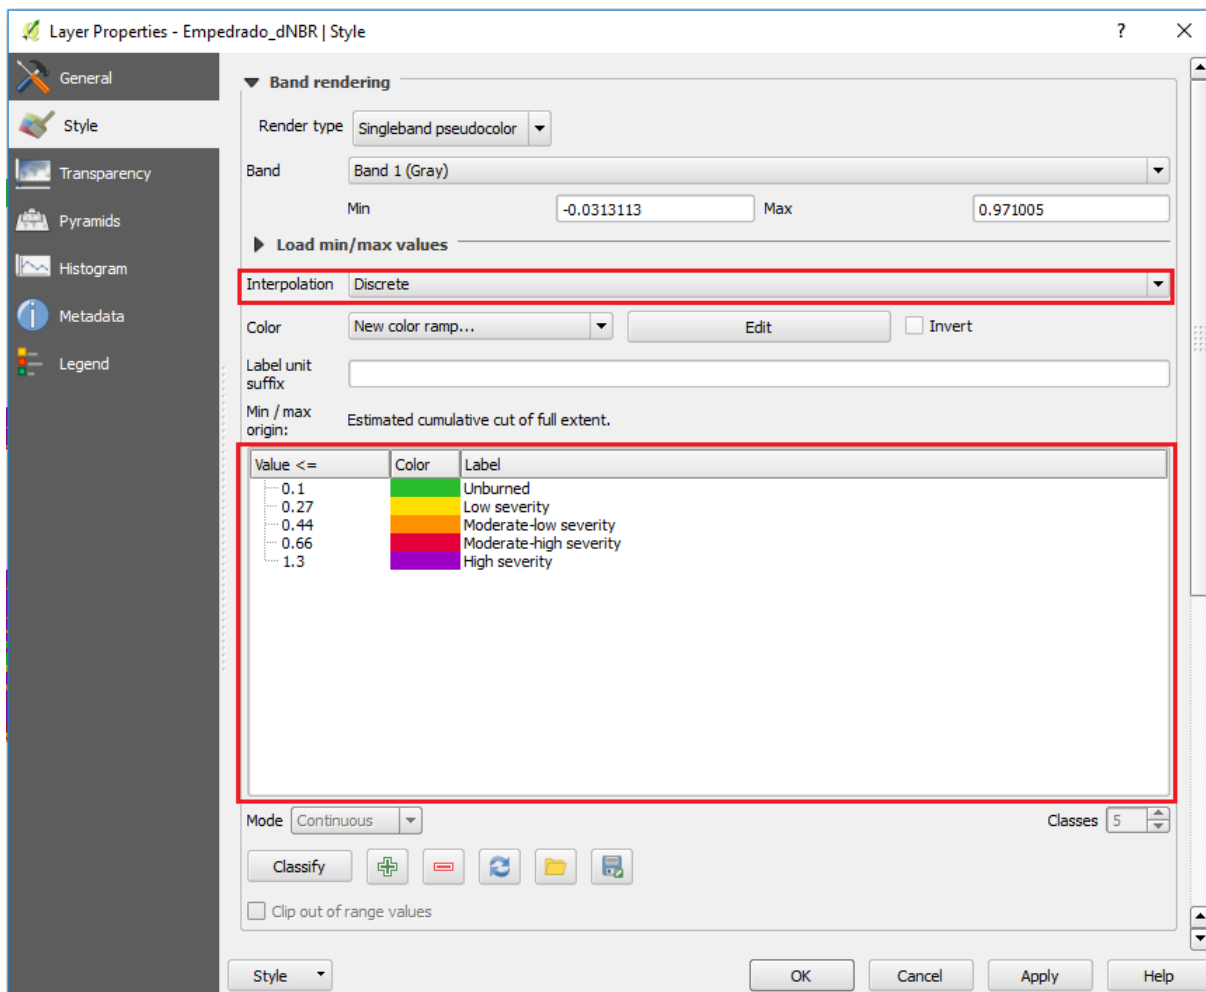 Layer Properties - Empedrado_dNBR | Style
?
General
Style
Transparency
Pyramids
Histogram
Metadata
Legend
Band rendering
Render type Singleband pseudocolor
Band Band 1 (Gray)
Min -0.0313113 Max 0.971005
Load min/max values
Interpolation Discrete
Color New color ramp... Edit Invert
Label unit
suffix
Min / max
origin: Estimated cumulative cut of full extent.
Value <= Color Label
0.1 Unburned
0.27 Low severity
0.44 Moderate-low severity
0.66 Moderate-high severity
1.3 High severity
Mode Continuous Classes 5
Classify
Clip out of range values
Style OK Cancel Apply Help